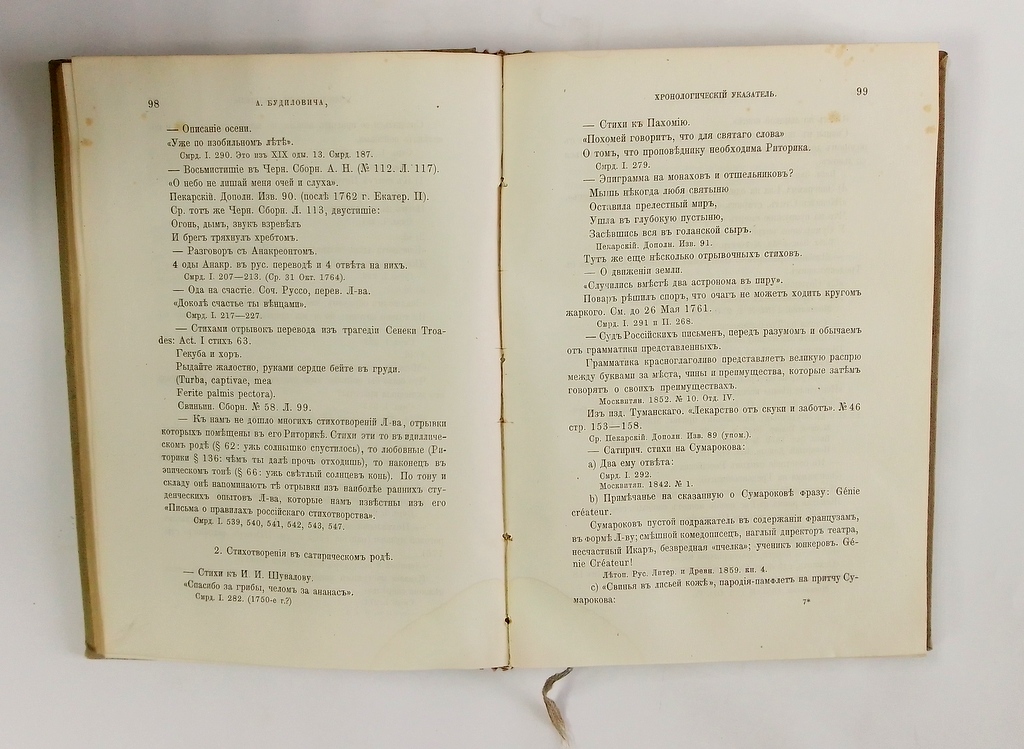 98
А. БУДИЛОВИЧА,
— Описаніе осени.
«Уже по изобильномъ лѣтѣ».
Смрд. I. 290. Это изъ XIX оды. 13. Смрд. 187.
— Восьмистишіе въ Черн. Сборн. А. Н. (№ 112. Л. 117).
«О небо не лишай меня очей и слуха».
Пекарскій. Дополн. Изв. 90. (послѣ 1762 г. Екатер. II).
Ср. тотъ же Черн. Сборн. Л. 113, двустишіе:
Огонь, дымъ, звукъ взревѣлъ
И брегъ тряхнулъ хребтомъ.
— Разговоръ съ Анакреонтомъ.
4 оды Анакр. въ рус. переводѣ и 4 отвѣта на нихъ.
Смрд. I. 207—213. (Ср. 31 Окт. 1764).
— Ода на счастіе. Соч. Руссо, перев. Л-ва.
«Доколѣ счастье ты вѣнцами».
Смрд. I. 217—227.
— Стихами отрывокъ перевода изъ трагедіи Сенеки Troa-
des: Act. I стихъ 63.
Гекуба и хоръ.
Рыдайте жалостно, руками сердце бейте въ груди.
(Turba, captivae, mea
Ferite palmis pectora).
Свиньин. Сборн. № 58. Л. 99.
— Къ намъ не дошло многихъ стихотвореній Л-ва, отрывки
которыхъ помѣщены въ его Риторикѣ. Стихи эти то въ идилличе-
скомъ родѣ (§ 62: ужь солнышко спустилось), то любовные (Ри-
торики § 136: чѣмъ ты далѣ прочь отходишь), то наконецъ въ
эпическомъ тонѣ (§ 66: ужь свѣтлый солнцевъ конь). По тону и
складу онѣ напоминаютъ тѣ отрывки изъ наиболѣе раннихъ сту-
денческихъ опытовъ Л-ва, которые намъ извѣстны изъ его
«Письма о правилахъ россійскаго стихотворства».
Смрд. I. 539, 540, 541, 542, 543, 547.
2. Стихотворенія въ сатирическомъ родѣ.
— Стихи къ И. И. Шувалову.
«Спасибо за грибы, челомъ за ананасъ».
Смрд. I. 282. (1750-е г.?)
ХРОНОЛОГИЧЕСКІЙ УКАЗАТЕЛЬ.
99
— Стихи къ Пахомію.
«Похомей говоритъ, что для святаго слова»
О томъ, что проповѣднику необходима Риторика.
Смрд. I. 279.
— Эпиграмма на монаховъ и отшельниковъ?
Мышь нѣкогда любя святыню
Оставила прелестный міръ,
Ушла въ глубокую пустыню,
Засѣвшись вся въ голанской сыръ.
Пекарскій. Дополн. Изв. 91.
Тутъ же еще нѣсколько отрывочныхъ стиховъ.
— О движеніи земли.
«Случились вмѣстѣ два астронома въ пиру».
Поваръ рѣшилъ споръ, что очагъ не можетъ ходить кругомъ
жаркого. См. до 26 Мая 1761.
Смрд. I. 291 и II. 268.
— Судъ Россійскихъ письменъ, передъ разумомъ и обычаемъ
отъ грамматики представленныхъ.
Грамматика красноглаголиво представляетъ великую распрю
между буквами за мѣста, чины и преимущества, которые затѣмъ
говорятъ о своихъ преимуществахъ.
Москвитян. 1852. № 10. Отд. IV.
Изъ изд. Туманскаго. «Лекарство отъ скуки и заботъ». № 46
стр. 153—158.
Ср. Пекарскій. Дополн. Изв. 89 (упом.).
— Сатирич. стихи на Сумарокова:
a) Два ему отвѣта:
Смрд. I. 292.
Москвитян. 1842. № 1.
b) Примѣчанье на сказанную о Сумароковѣ фразу: Génie
créateur.
Сумароковъ пустой подражатель въ содержаніи французамъ,
въ формѣ Л-ву; смѣшной комедописецъ, наглый директоръ театра,
несчастный Икаръ, безвредная «пчелка»; ученикъ юнкеровъ. Gé-
nie Créateur!
Лѣтоп. Рус. Литер. и Древн. 1859. кн. 4.
c) «Свинья въ лисьей кожѣ», пародія-памфлетъ на притчу Су-
марокова:
7*